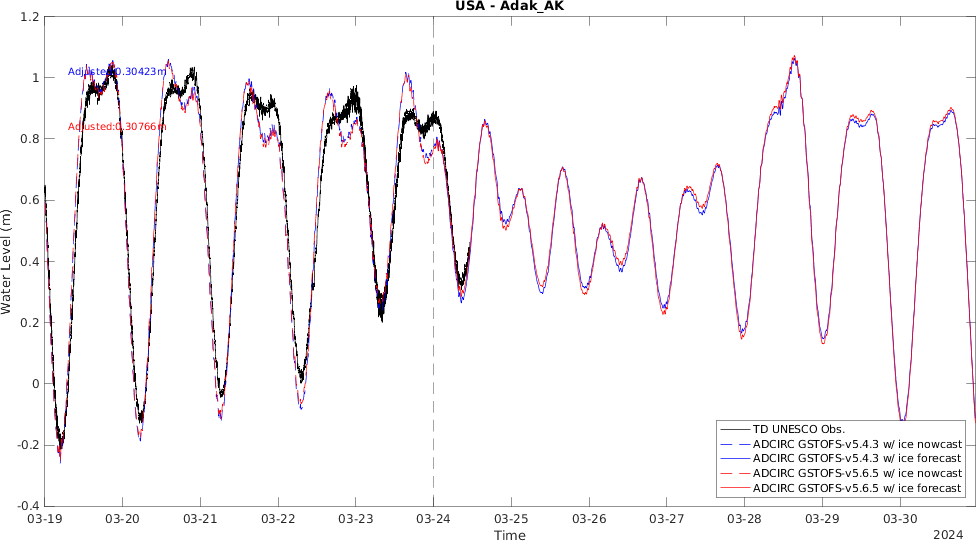 USA - Adak_AK
1.2
1
0.8
0.6
0.4
0.2
0
-0.2
-0.4
Water Level (m)
Adjusted:0.30423m
Adjusted:0.30766m
TD UNESCO Obs.
ADCIRC GSTOFS-v5.4.3 w/ ice nowcast
ADCIRC GSTOFS-v5.4.3 w/ ice forecast
ADCIRC GSTOFS-v5.6.5 w/ ice nowcast
ADCIRC GSTOFS-v5.6.5 w/ ice forecast
03-19 03-20 03-21 03-22 03-23 03-24 03-25 03-26 03-27 03-28 03-29 03-30
Time
2024